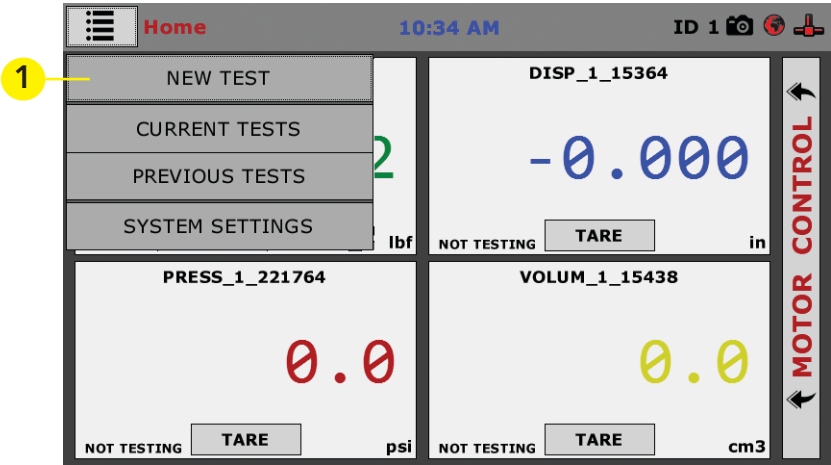 Home 10:34 AM ID 1
1
NEW TEST
CURRENT TESTS
PREVIOUS TESTS
SYSTEM SETTINGS
2
lbf
DISP_1_15364
-0.000
NOT TESTING TARE in
PRESS_1_221764
0.0
NOT TESTING TARE psi
VOLUM_1_15438
0.0
NOT TESTING TARE cm3
MOTOR CONTROL